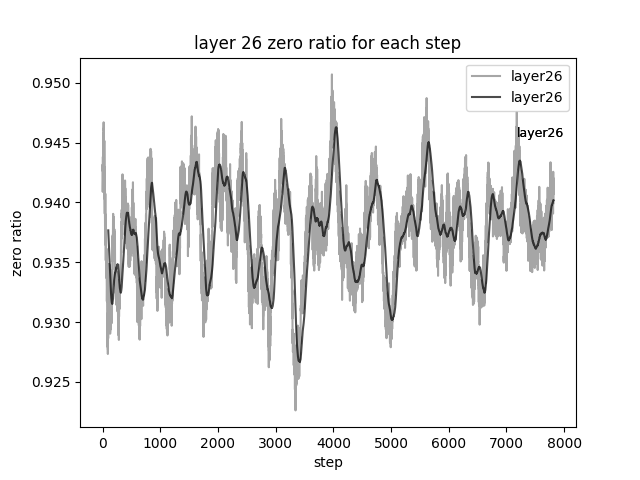 layer 26 zero ratio for each step
layer26
layer26
layer26
zero ratio
0.950
0.945
0.940
0.935
0.930
0.925
0 1000 2000 3000 4000 5000 6000 7000 8000
step